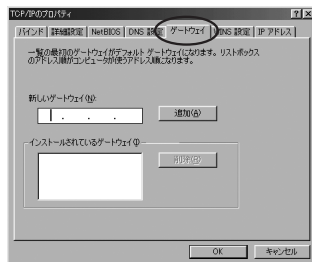 TCP/IPのプロパティ
バインド 詳細設定 NetBIOS DNS 設定 ゲートウェイ WINS 設定 IP アドレス
一覧の最初のゲートウェイがデフォルト ゲートウェイになります。リストボックス
のアドレス順がコンピュータが使うアドレス順になります。
新しいゲートウェイ(N):
追加(A)
インストールされているゲートウェイ(I)
削除(R)
OK キャンセル